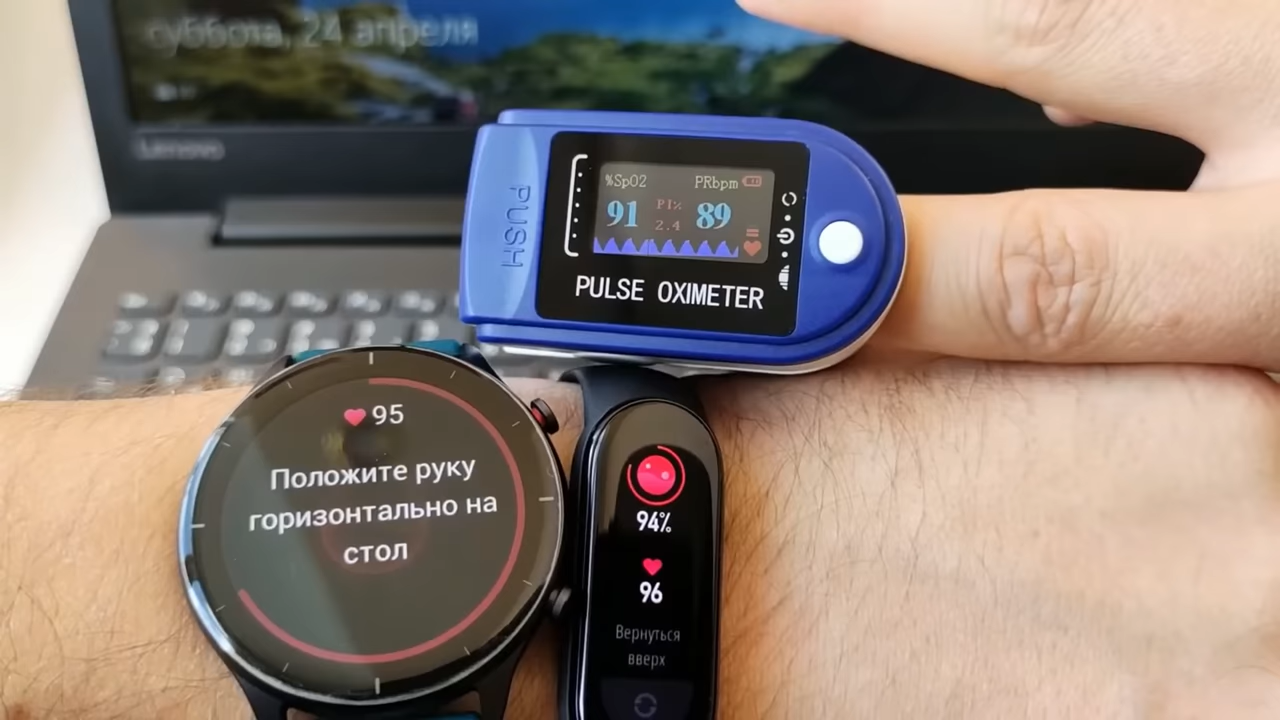 суббота, 24 апреля
Lenovo
PUSH
%SpO2 PRbpm
91 PI% 89
2.4
PULSE OXIMETER
95
Положите руку
горизонтально на
стол
94%
96
Вернуться
вверх